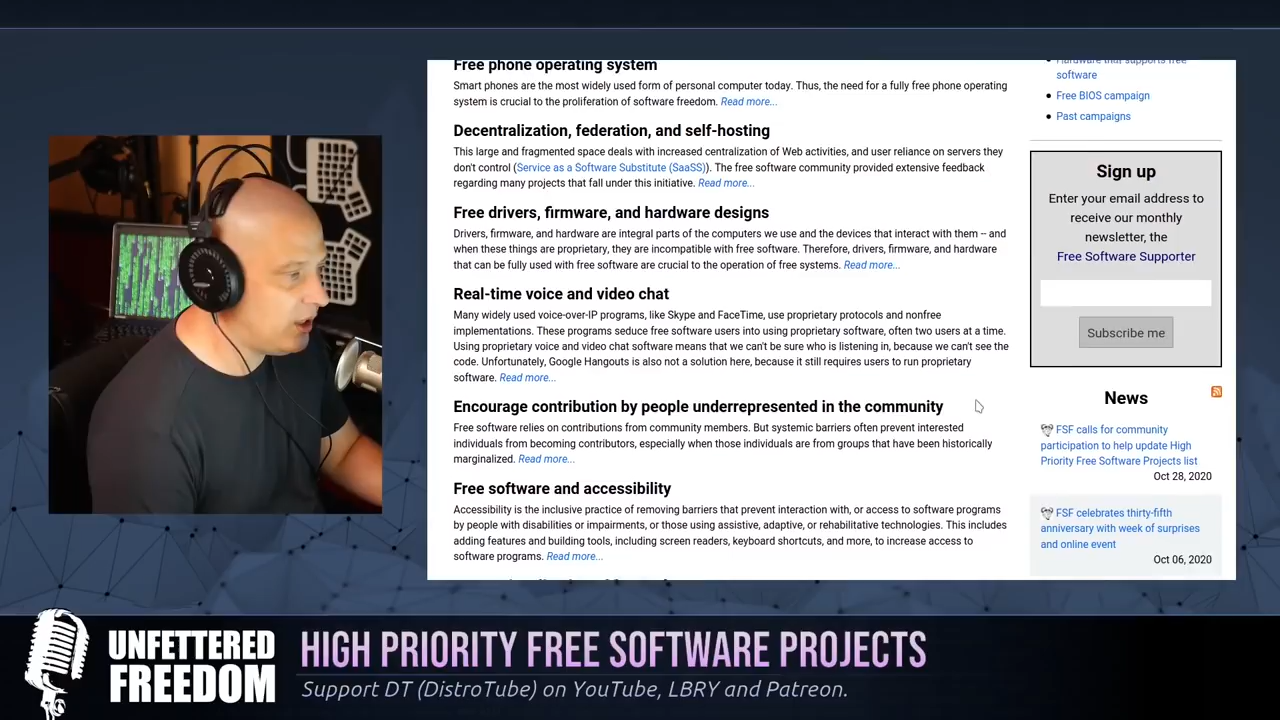 Free phone operating system
Smart phones are the most widely used form of personal computer today. Thus, the need for a fully free phone operating
system is crucial to the proliferation of software freedom. Read more...
Decentralization, federation, and self-hosting
This large and fragmented space deals with increased centralization of Web activities, and user reliance on servers they
don't control (Service as a Software Substitute (SaaSS)). The free software community provided extensive feedback
regarding many projects that fall under this initiative. Read more...
Free drivers, firmware, and hardware designs
Drivers, firmware, and hardware are integral parts of the computers we use and the devices that interact with them -- and
when these things are proprietary, they are incompatible with free software. Therefore, drivers, firmware, and hardware
that can be fully used with free software are crucial to the operation of free systems. Read more...
Real-time voice and video chat
Many widely used voice-over-IP programs, like Skype and FaceTime, use proprietary protocols and nonfree
implementations. These programs seduce free software users into using proprietary software, often two users at a time.
Using proprietary voice and video chat software means that we can't be sure who is listening in, because we can't see the
code. Unfortunately, Google Hangouts is also not a solution here, because it still requires users to run proprietary
software. Read more...
Encourage contribution by people underrepresented in the community
Free software relies on contributions from community members. But systemic barriers often prevent interested
individuals from becoming contributors, especially when those individuals are from groups that have been historically
marginalized. Read more...
Free software and accessibility
Accessibility is the inclusive practice of removing barriers that prevent interaction with, or access to software programs
by people with disabilities or impairments, or those using assistive, adaptive, or rehabilitative technologies. This includes
adding features and building tools, including screen readers, keyboard shortcuts, and more, to increase access to
software programs. Read more...
Hardware that supports free
software
Free BIOS campaign
Past campaigns
Sign up
Enter your email address to
receive our monthly
newsletter, the
Free Software Supporter
Subscribe me
News
FSF calls for community
participation to help update High
Priority Free Software Projects list
Oct 28, 2020
FSF celebrates thirty-fifth
anniversary with week of surprises
and online event
Oct 06, 2020
UNFETTERED
FREEDOM
HIGH PRIORITY FREE SOFTWARE PROJECTS
Support DT (DistroTube) on YouTube, LBRY and Patreon.